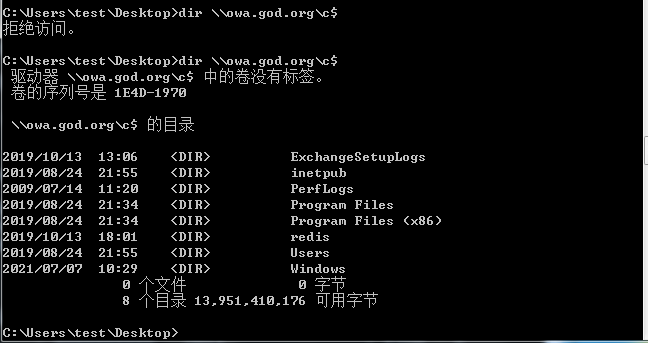 C:\Users\test\Desktop>dir \\owa.god.org\c$
拒绝访问。
C:\Users\test\Desktop>dir \\owa.god.org\c$
驱动器 \\owa.god.org\c$ 中的卷没有标签。
卷的序列号是 1E4D-1970
\\owa.god.org\c$ 的目录
2019/10/13  13:06    <DIR>          ExchangeSetupLogs
2019/08/24  21:55    <DIR>          inetpub
2009/07/14  11:20    <DIR>          PerfLogs
2019/08/24  21:34    <DIR>          Program Files
2019/08/24  21:34    <DIR>          Program Files (x86)
2019/10/13  18:01    <DIR>          redis
2019/08/24  21:55    <DIR>          Users
2021/07/07  10:29    <DIR>          Windows
0 个文件              0 字节
8 个目录 13,951,410,176 可用字节
C:\Users\test\Desktop>